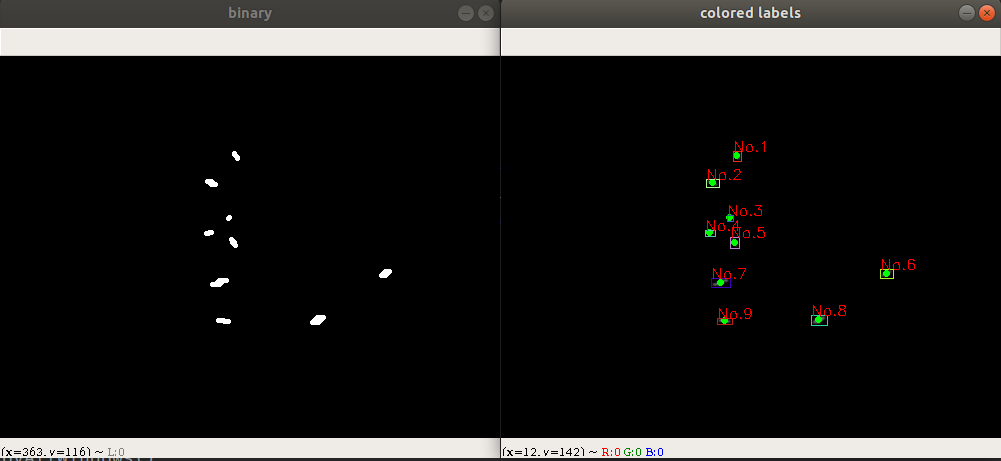 binary
colored labels
No.1
No.2
No.3
No.4
No.5
No.6
No.7
No.8
No.9
(x=363, y=116) ~ L:0
(x=12, y=142) ~ R:0 G:0 B:0